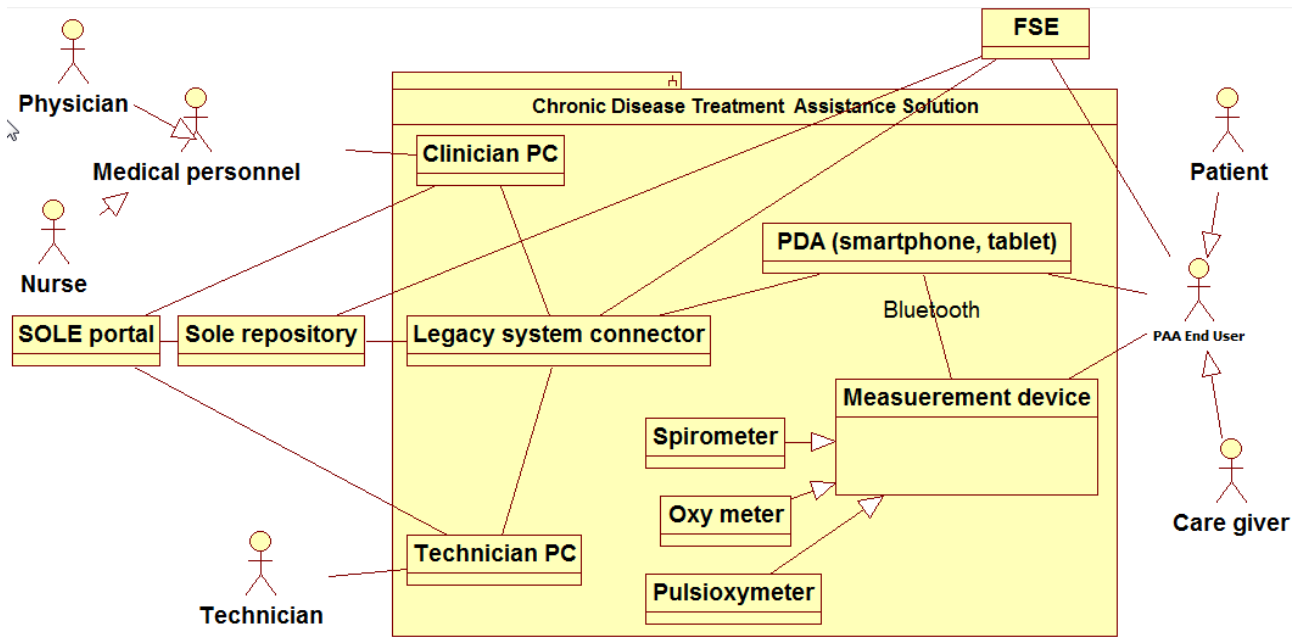 FSE
Physician
Chronic Disease Treatment Assistance Solution
Medical personnel
Clinician PC
Patient
Nurse
PDA (smartphone, tablet)
Bluetooth
SOLE portal
Sole repository
Legacy system connector
PAA End User
Measuerement device
Spirometer
Oxy meter
Care giver
Technician PC
Pulsioxymeter
Technician